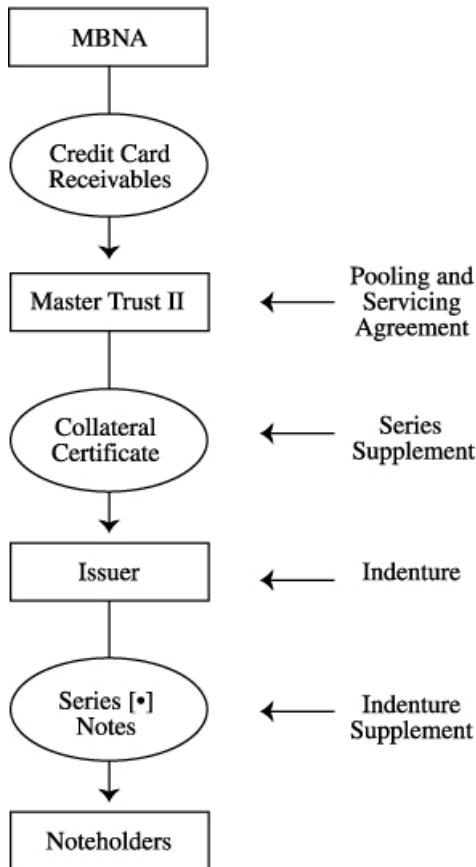 MBNA
Credit Card
Receivables
Master Trust II
Pooling and
Servicing
Agreement
Collateral
Certificate
Series
Supplement
Issuer
Indenture
Series [•]
Notes
Indenture
Supplement
Noteholders